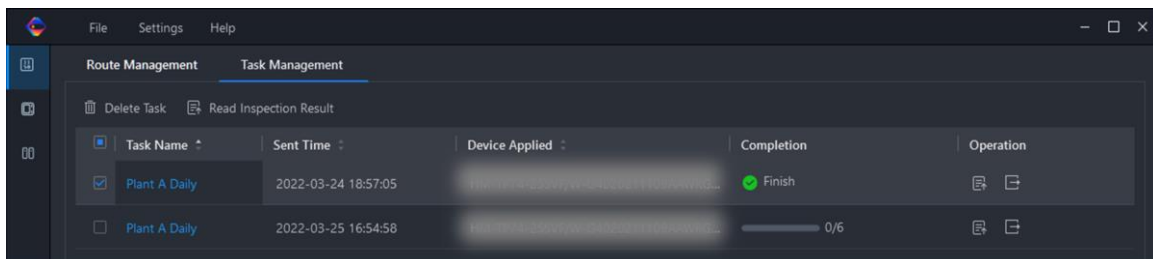 File Settings Help
Route Management Task Management
Delete Task Read Inspection Result
Task Name Sent Time Device Applied Completion Operation
Plant A Daily 2022-03-24 18:57:05 Finish
Plant A Daily 2022-03-25 16:54:58 0/6